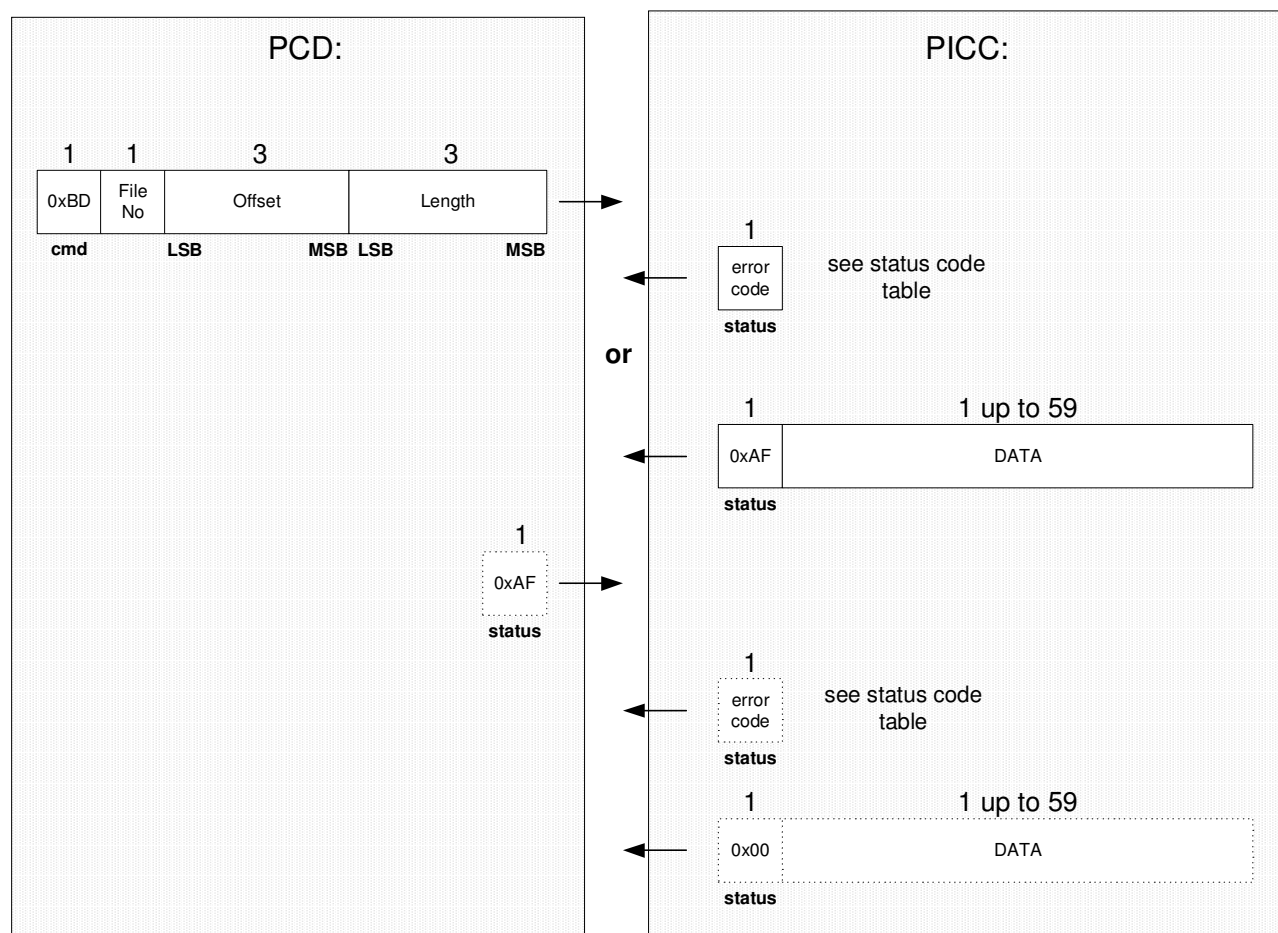 PCD:
PICC:
1 1 3 3
0xBD File No Offset Length
cmd LSB MSB LSB MSB
1
error code see status code table
status
or
1 1 up to 59
0xAF DATA
status
1
0xAF
status
1
error code see status code table
status
1 1 up to 59
0x00 DATA
status